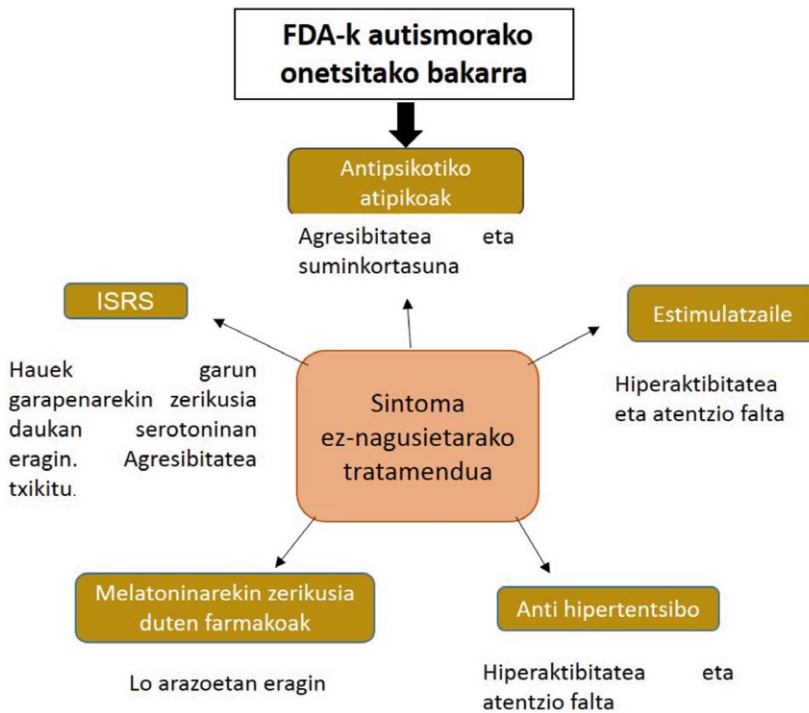 FDA-k autismorako
onetsitako bakarra
Antipsikotiko
atipikoak
Agresibitatea eta
suminkortasuna
ISRS
Hauek garun
garapenarekin zerikusia
daukan serotoninan
eragin. Agresibitatea
txikitu.
Estimulatzaile
Hiperaktibitatea
eta atentzio falta
Sintoma
ez-nagusietarako
tratamendua
Melatoninarekin zerikusia
duten farmakoak
Lo arazoetan eragin
Anti hipertentsibo
Hiperaktibitatea eta
atentzio falta